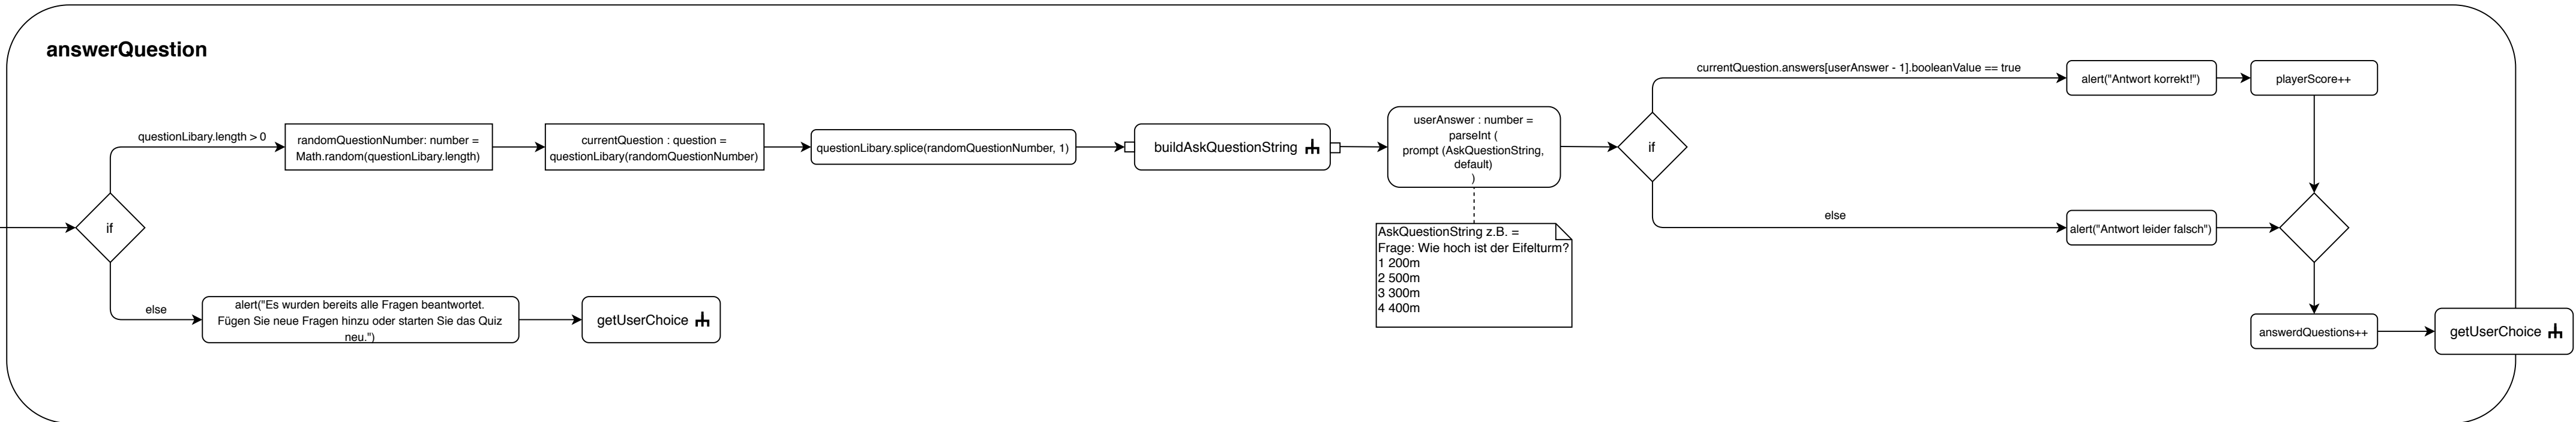 answerQuestion
if
questionLibary.length > 0
randomQuestionNumber: number =
Math.random(questionLibary.length)
currentQuestion : question =
questionLibary(randomQuestionNumber)
questionLibary.splice(randomQuestionNumber, 1)
buildAskQuestionString
userAnswer : number =
parseInt (
prompt (AskQuestionString,
default)
)
AskQuestionString z.B. =
Frage: Wie hoch ist der Eifelturm?
1 200m
2 500m
3 300m
4 400m
if
currentQuestion.answers[userAnswer - 1].booleanValue == true
alert("Antwort korrekt!")
playerScore++
else
alert("Antwort leider falsch")
answerdQuestions++
getUserChoice
else
alert("Es wurden bereits alle Fragen beantwortet.
Fügen Sie neue Fragen hinzu oder starten Sie das Quiz
neu.")
getUserChoice